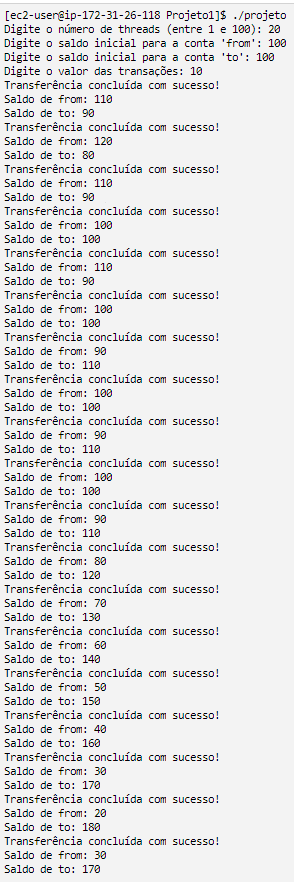 [ec2-user@ip-172-31-26-118 Projeto1]$ ./projeto
Digite o número de threads (entre 1 e 100): 20
Digite o saldo inicial para a conta 'from': 100
Digite o saldo inicial para a conta 'to': 100
Digite o valor das transações: 10
Transferência concluída com sucesso!
Saldo de from: 110
Saldo de to: 90
Transferência concluída com sucesso!
Saldo de from: 120
Saldo de to: 80
Transferência concluída com sucesso!
Saldo de from: 110
Saldo de to: 90
Transferência concluída com sucesso!
Saldo de from: 100
Saldo de to: 100
Transferência concluída com sucesso!
Saldo de from: 110
Saldo de to: 90
Transferência concluída com sucesso!
Saldo de from: 100
Saldo de to: 100
Transferência concluída com sucesso!
Saldo de from: 90
Saldo de to: 110
Transferência concluída com sucesso!
Saldo de from: 100
Saldo de to: 100
Transferência concluída com sucesso!
Saldo de from: 90
Saldo de to: 110
Transferência concluída com sucesso!
Saldo de from: 100
Saldo de to: 100
Transferência concluída com sucesso!
Saldo de from: 90
Saldo de to: 110
Transferência concluída com sucesso!
Saldo de from: 80
Saldo de to: 120
Transferência concluída com sucesso!
Saldo de from: 70
Saldo de to: 130
Transferência concluída com sucesso!
Saldo de from: 60
Saldo de to: 140
Transferência concluída com sucesso!
Saldo de from: 50
Saldo de to: 150
Transferência concluída com sucesso!
Saldo de from: 40
Saldo de to: 160
Transferência concluída com sucesso!
Saldo de from: 30
Saldo de to: 170
Transferência concluída com sucesso!
Saldo de from: 20
Saldo de to: 180
Transferência concluída com sucesso!
Saldo de from: 30
Saldo de to: 170